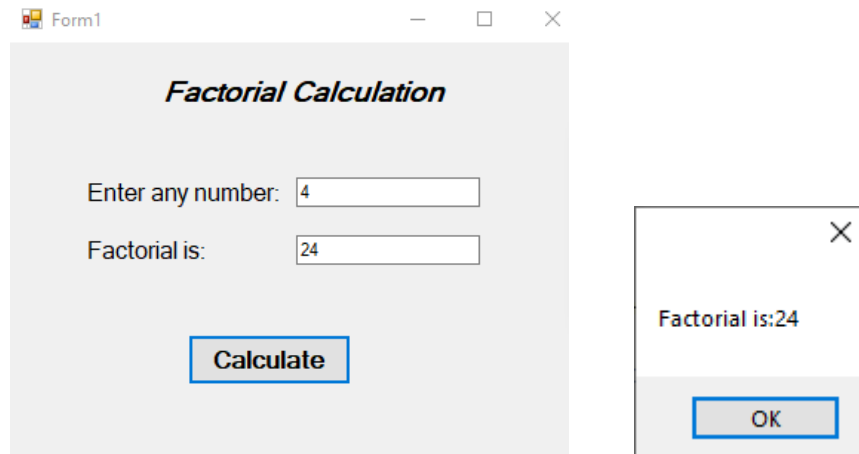 Form1
Factorial Calculation
Enter any number: 4
Factorial is: 24
Calculate
Factorial is:24
OK